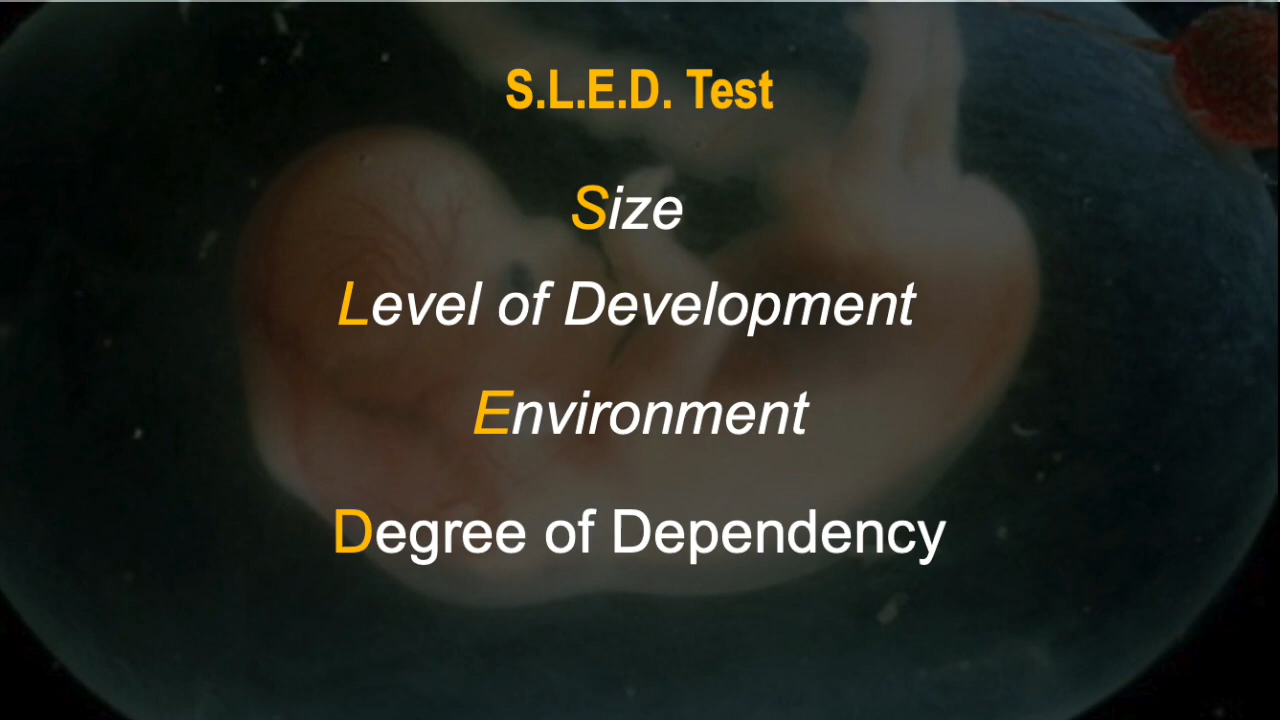 S.L.E.D. Test
Size
Level of Development
Environment
Degree of Dependency